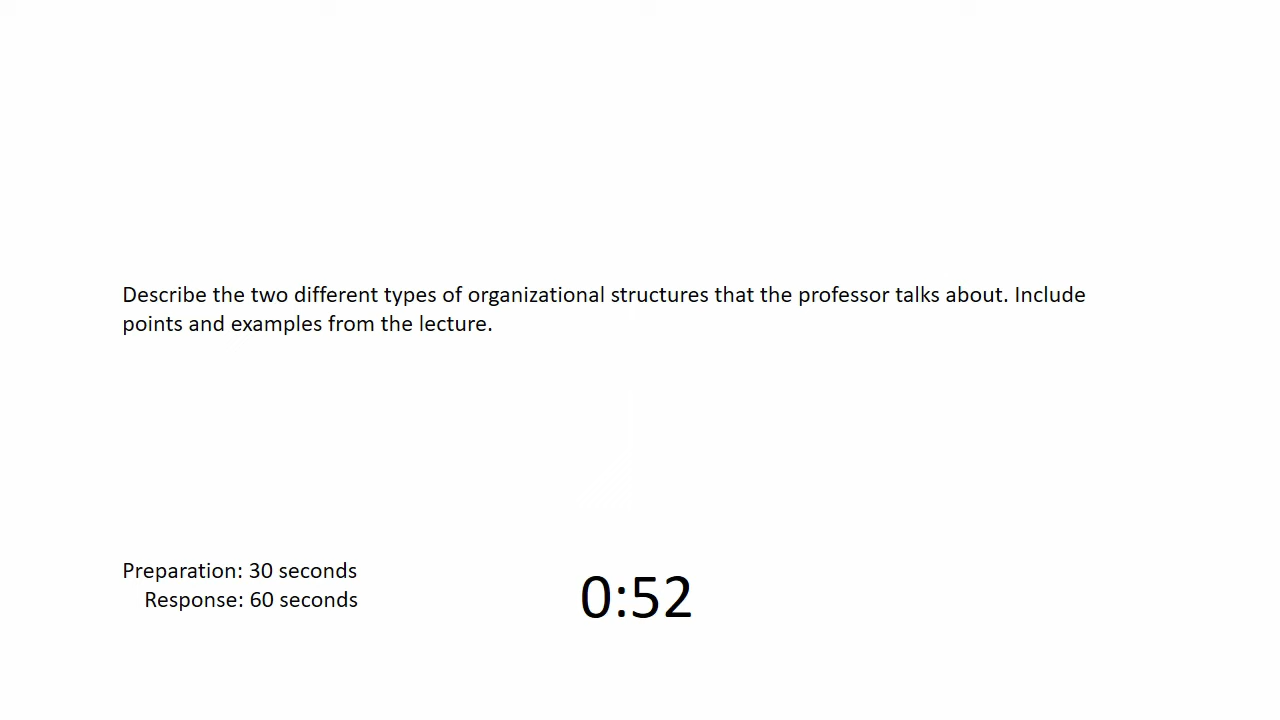 Describe the two different types of organizational structures that the professor talks about. Include
points and examples from the lecture.
Preparation: 30 seconds
Response: 60 seconds
0:52